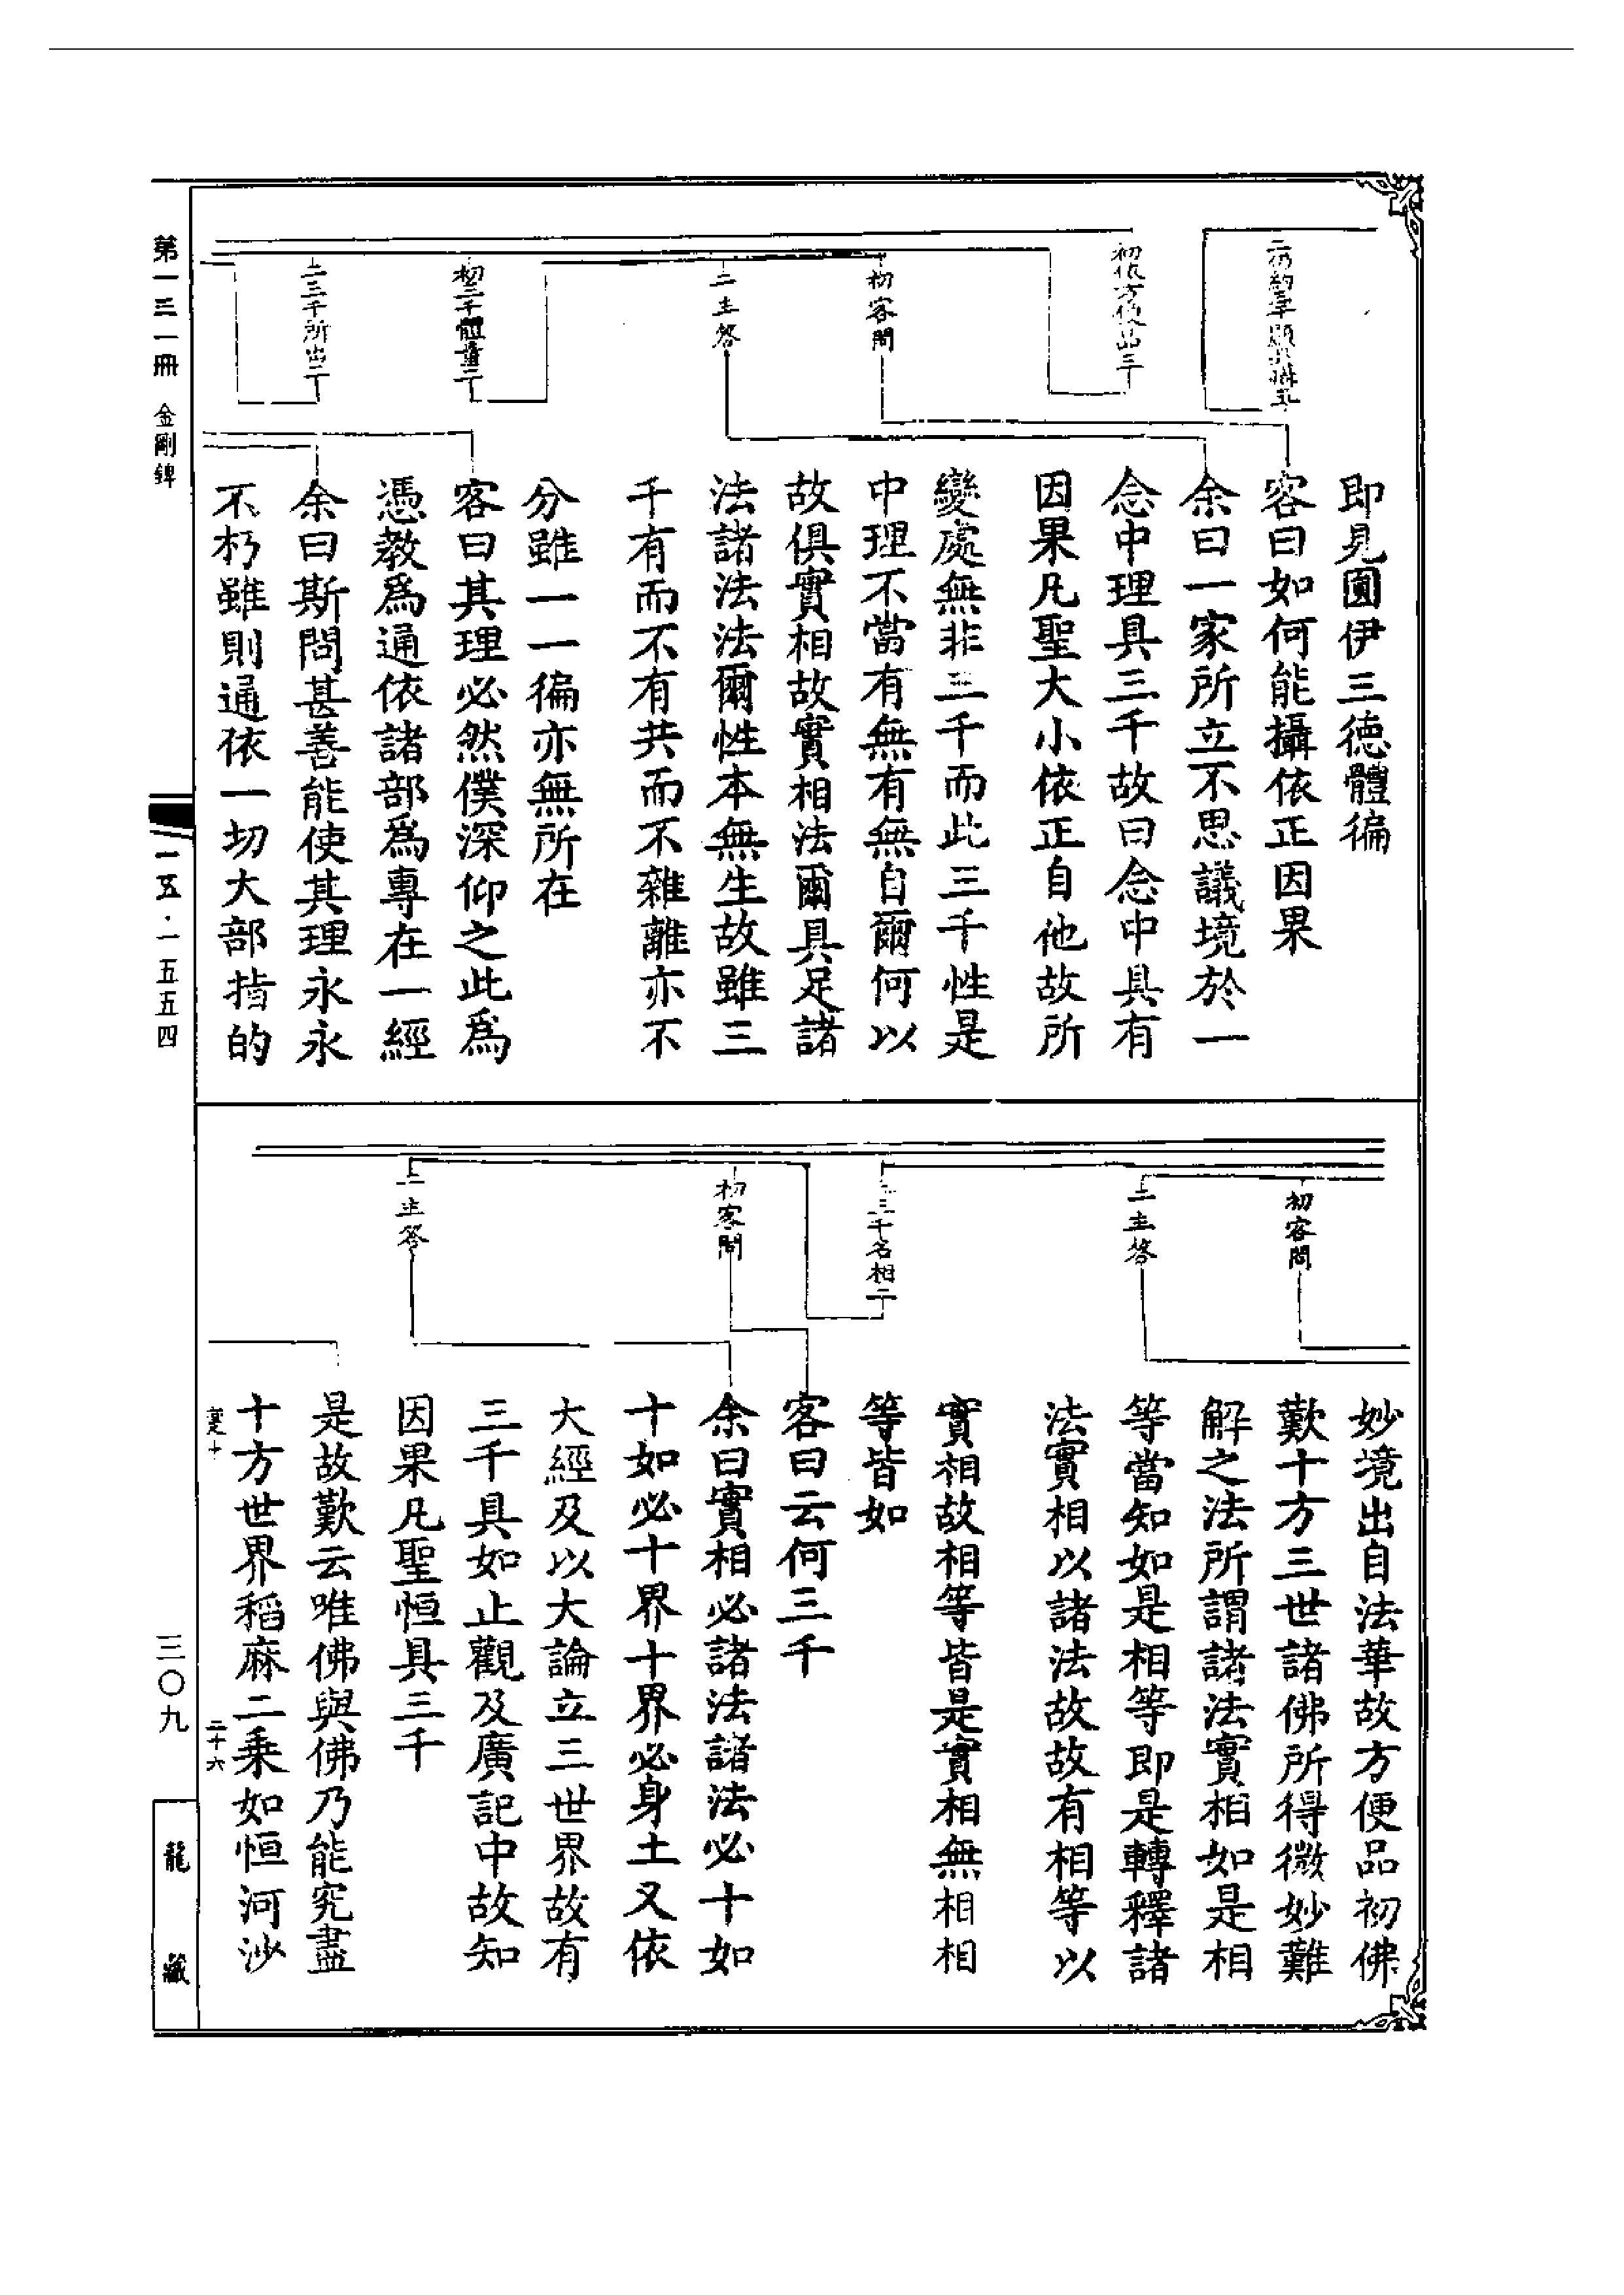 初依方便品三千
初客問
二主答
初三千體量二
二三千所出二
即見圓伊三德體徧
客曰如何能攝依正因果
余曰一家所立不思議境於一
念中理具三千故曰念中具有
因果凡聖大小依正自他故所
變處無非三千而此三千性是
中理不當有無有無自爾何以
故俱實相故實相法爾具足諸
法諸法法爾性本無生故雖三
千有而不有共而不雜離亦不
分雖一一徧亦無所在
客曰其理必然僕深仰之此為
憑教為通依諸部為專在一經
余曰斯問甚善能使其理永永
不朽雖則通依一切大部指的
初客問
二主答
三三千名相二
初客問
二主答
妙境出自法華故方便品初佛
歎十方三世諸佛所得微妙難
解之法所謂諸法實相如是相
等當知如是相等即是轉釋諸
法實相以諸法故故有相等以
實相故相等皆是實相無相相
等皆如
客曰云何三千
余曰實相必諸法諸法必十如
十如必十界十界必身土又依
大經及以大論立三世界故有
三千具如止觀及廣記中故知
因果凡聖恒具三千
是故歎云唯佛與佛乃能究盡
十方世界稻麻二乘如恒河沙
二十六
第一三一冊 金剛錍
一五·一五五四
三〇九
龍藏